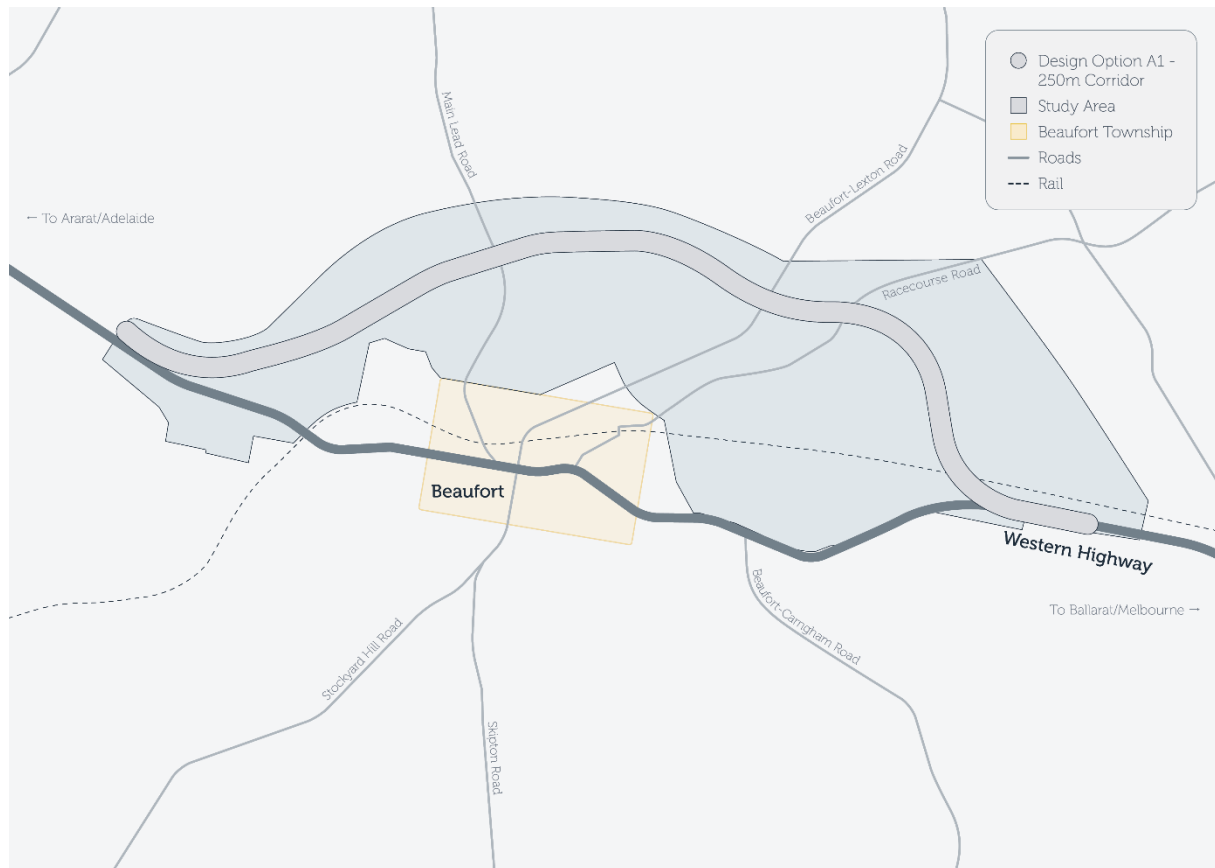 Design Option A1 -
250m Corridor
Study Area
Beaufort Township
Roads
Rail
Main Lead Road
Beaufort-Lexton Road
← To Ararat/Adelaide
Racecourse Road
Beaufort
Western Highway
Beaufort-Carngham Road
To Ballarat/Melbourne →
Stockyard Hill Road
Skipton Road